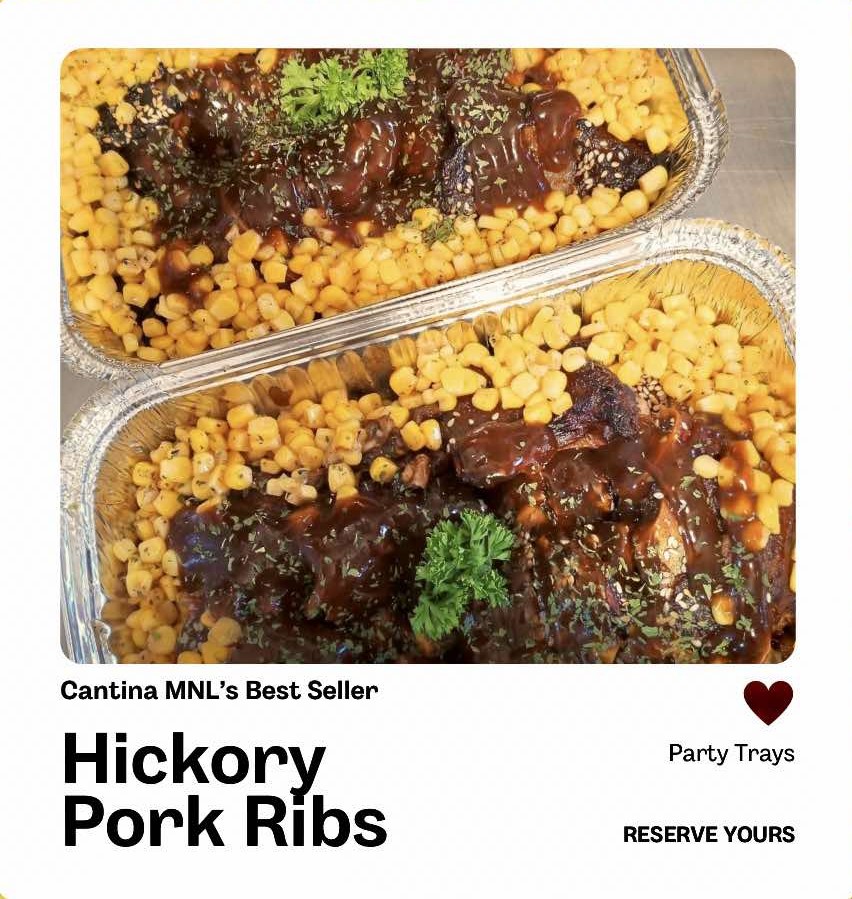 Cantina MNL's Best Seller
Hickory
Pork Ribs
Party Trays
RESERVE YOURS